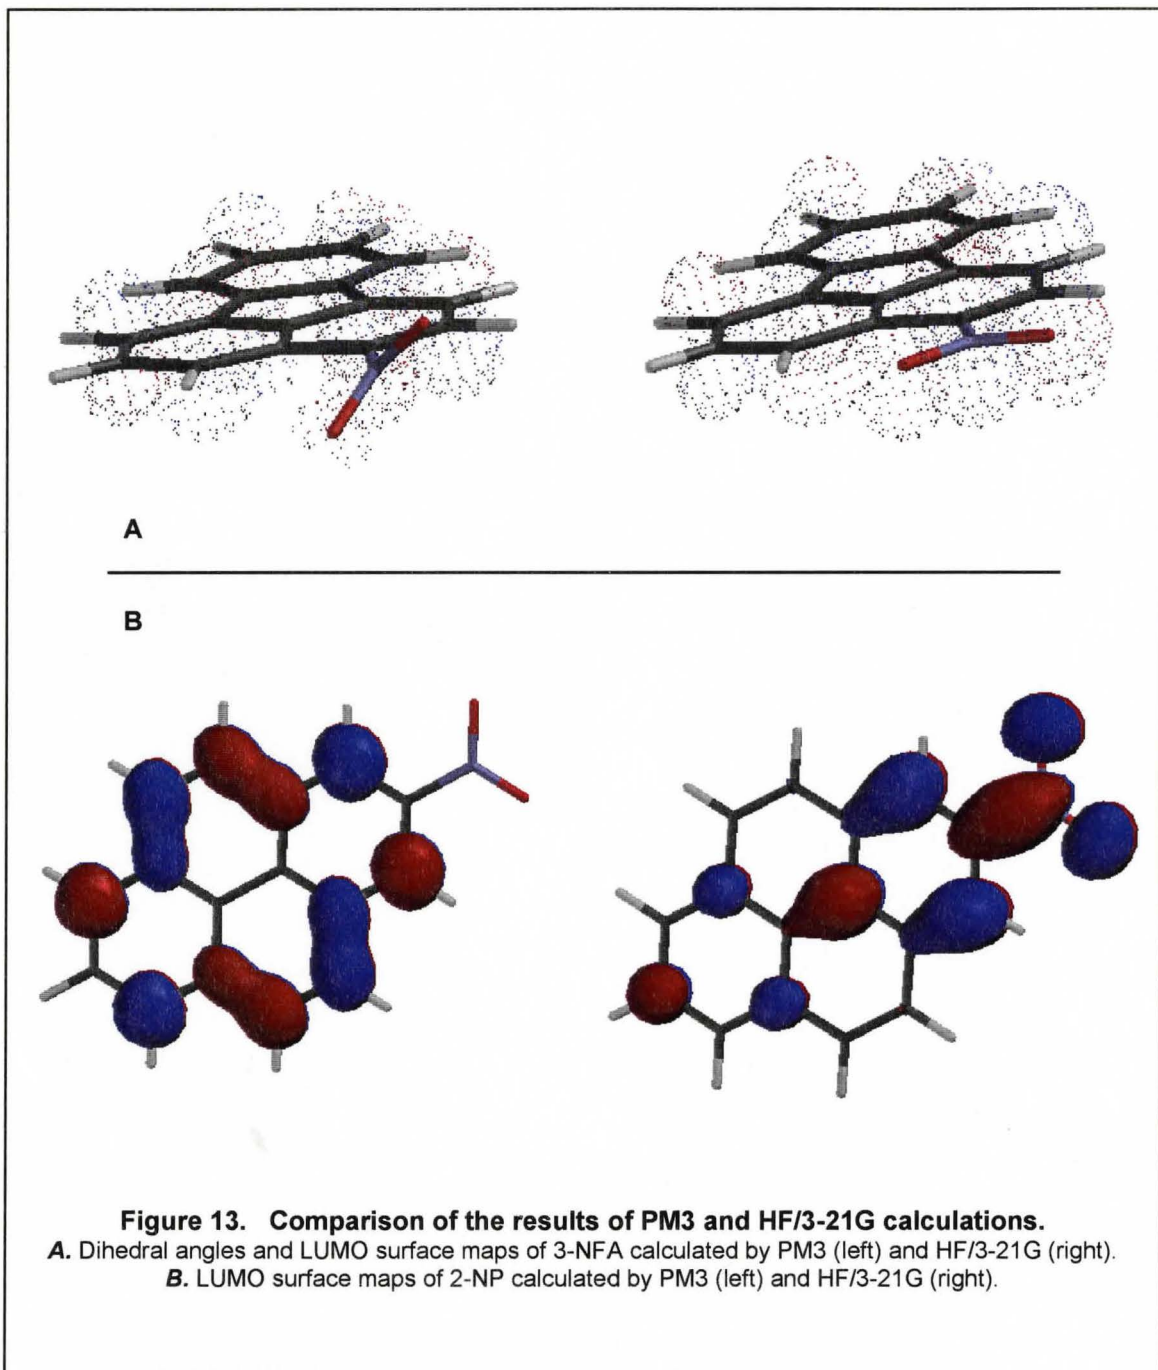 A
B
Figure 13. Comparison of the results of PM3 and HF/3-21G calculations.
A. Dihedral angles and LUMO surface maps of 3-NFA calculated by PM3 (left) and HF/3-21G (right).
B. LUMO surface maps of 2-NP calculated by PM3 (left) and HF/3-21G (right).